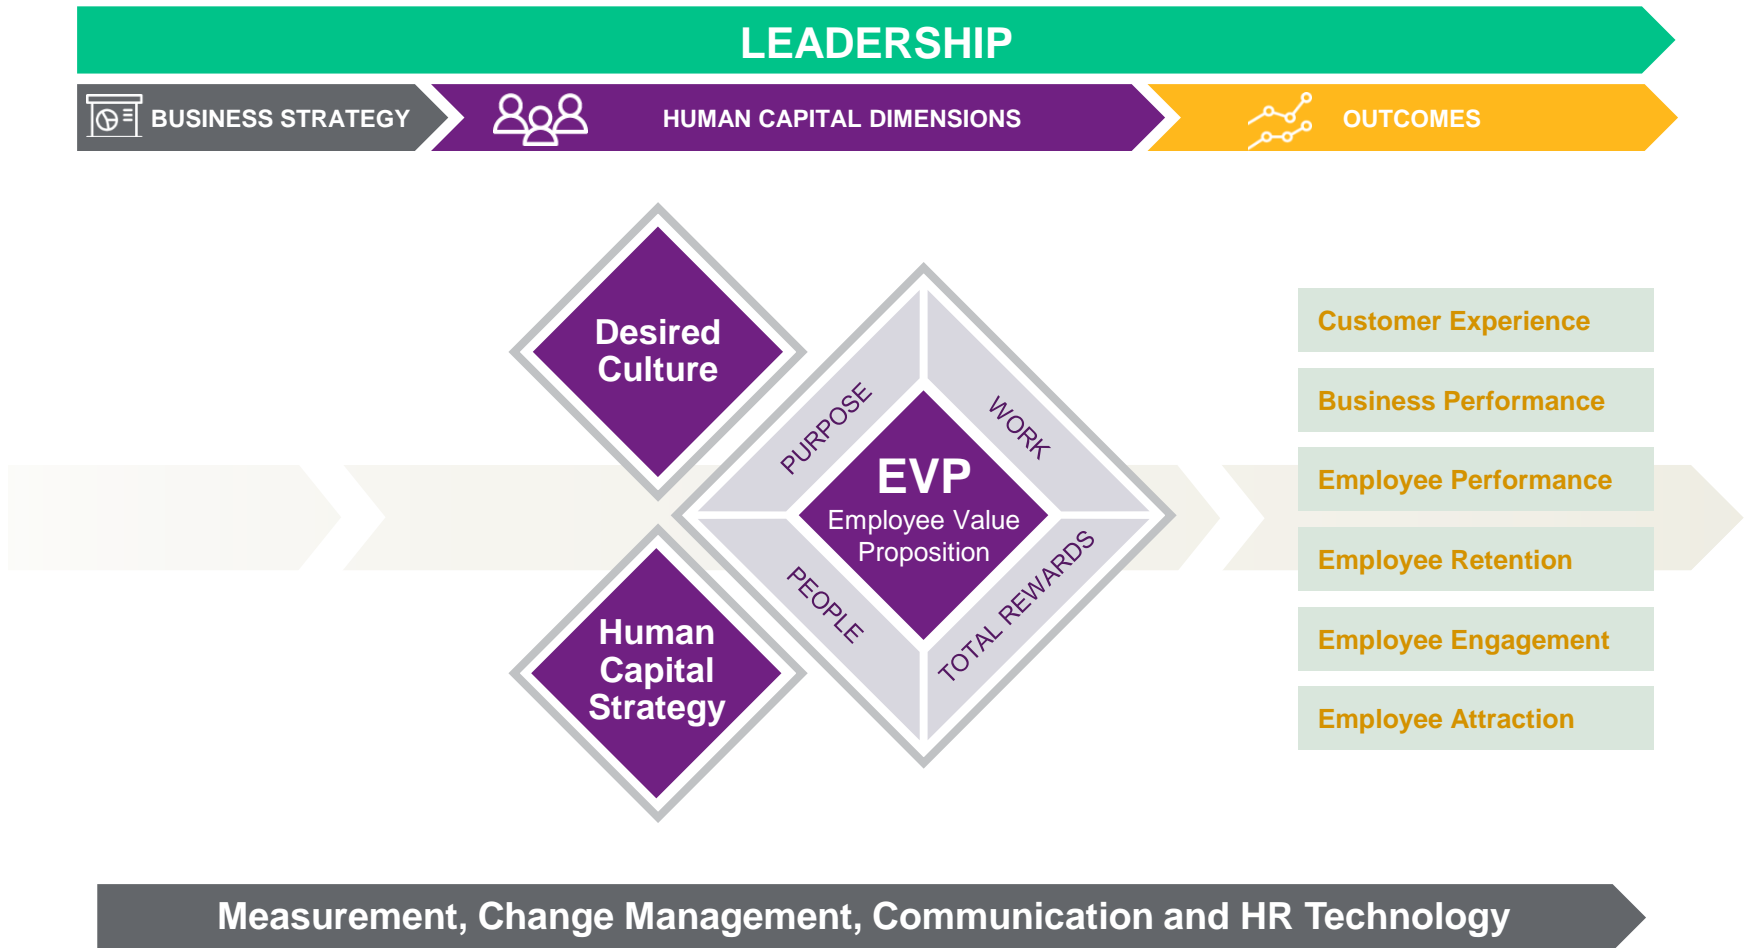 LEADERSHIP
BUSINESS STRATEGY
HUMAN CAPITAL DIMENSIONS
OUTCOMES
Desired
Culture
Human
Capital
Strategy
PURPOSE
WORK
EVP
Employee Value
Proposition
PEOPLE
TOTAL REWARDS
Customer Experience
Business Performance
Employee Performance
Employee Retention
Employee Engagement
Employee Attraction
Measurement, Change Management, Communication and HR Technology